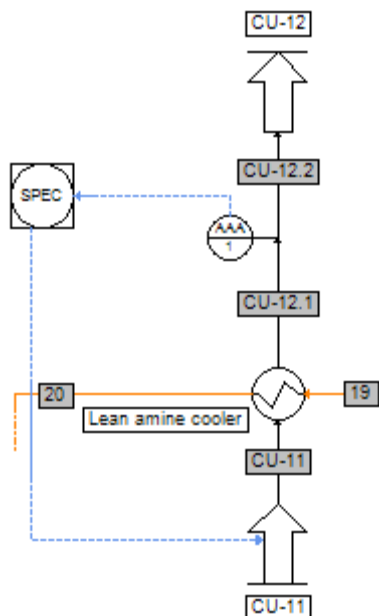 CU-12
CU-12.2
SPEC
AAA
1
CU-12.1
20
19
Lean amine cooler
CU-11
CU-11